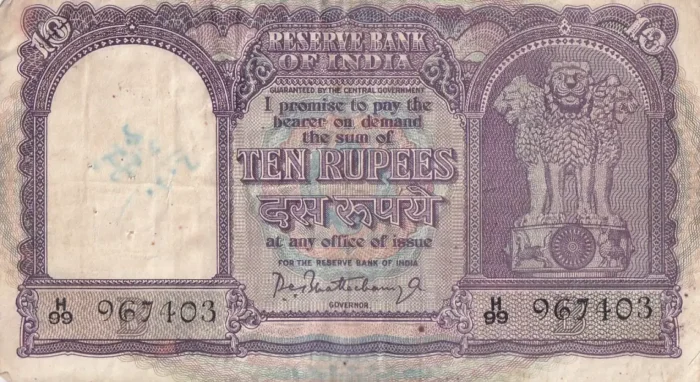 10
10
RESERVE BANK
OF INDIA
GUARANTEED BY THE CENTRAL GOVERNMENT
I promise to pay the
bearer on demand
the sum of
TEN RUPEES
दस रूपये
at any office of issue
FOR THE RESERVE BANK OF INDIA
GOVERNOR
H/99 967403
H/99 967403